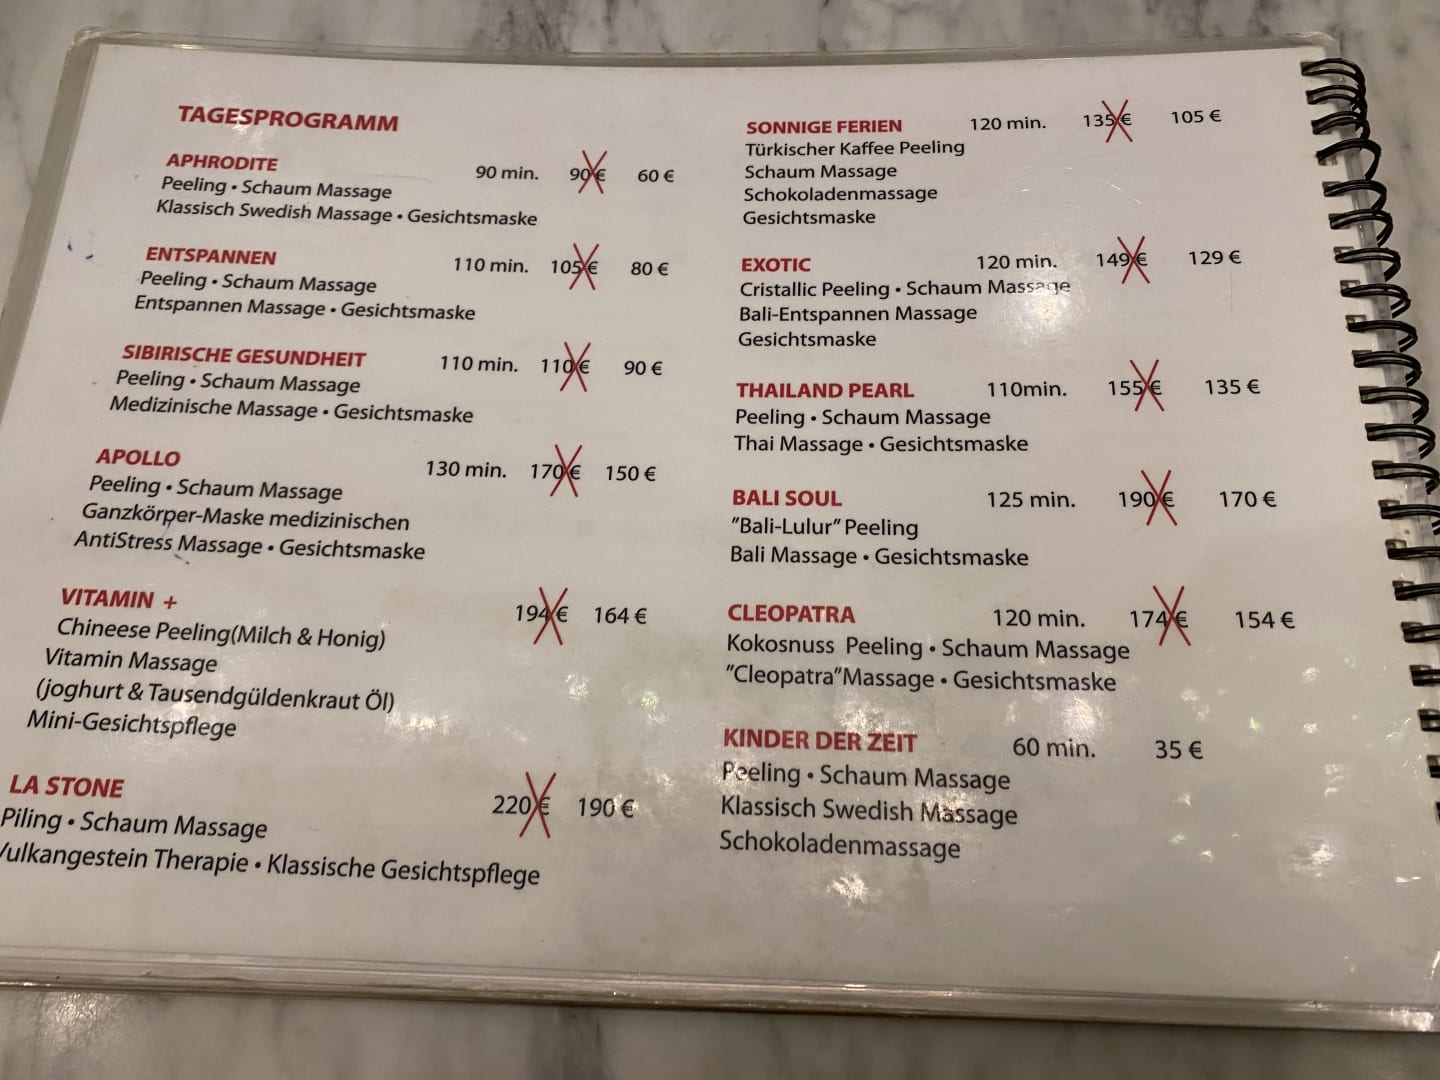 TAGESPROGRAMM
APHRODITE 90 min. 90€ 60 €
Peeling • Schaum Massage
Klassisch Swedish Massage • Gesichtsmaske
ENTSPANNEN 110 min. 105€ 80 €
Peeling • Schaum Massage
Entspannen Massage • Gesichtsmaske
SIBIRISCHE GESUNDHEIT 110 min. 110€ 90 €
Peeling • Schaum Massage
Medizinische Massage • Gesichtsmaske
APOLLO 130 min. 170€ 150 €
Peeling • Schaum Massage
Ganzkörper-Maske medizinischen
AntiStress Massage • Gesichtsmaske
VITAMIN + 194€ 164 €
Chineese Peeling(Milch & Honig)
Vitamin Massage
(joghurt & Tausendgüldenkraut Öl)
Mini-Gesichtspflege
LA STONE 220€ 190 €
Piling • Schaum Massage
Vulkangestein Therapie • Klassische Gesichtspflege
SONNIGE FERIEN 120 min. 135€ 105 €
Türkischer Kaffee Peeling
Schaum Massage
Schokoladenmassage
Gesichtsmaske
EXOTIC 120 min. 149€ 129 €
Cristallic Peeling • Schaum Massage
Bali-Entspannen Massage
Gesichtsmaske
THAILAND PEARL 110min. 155€ 135 €
Peeling • Schaum Massage
Thai Massage • Gesichtsmaske
BALI SOUL 125 min. 190€ 170 €
”Bali-Lulur” Peeling
Bali Massage • Gesichtsmaske
CLEOPATRA 120 min. 174€ 154 €
Kokosnuss Peeling • Schaum Massage
”Cleopatra”Massage • Gesichtsmaske
KINDER DER ZEIT 60 min. 35 €
Peeling • Schaum Massage
Klassisch Swedish Massage
Schokoladenmassage